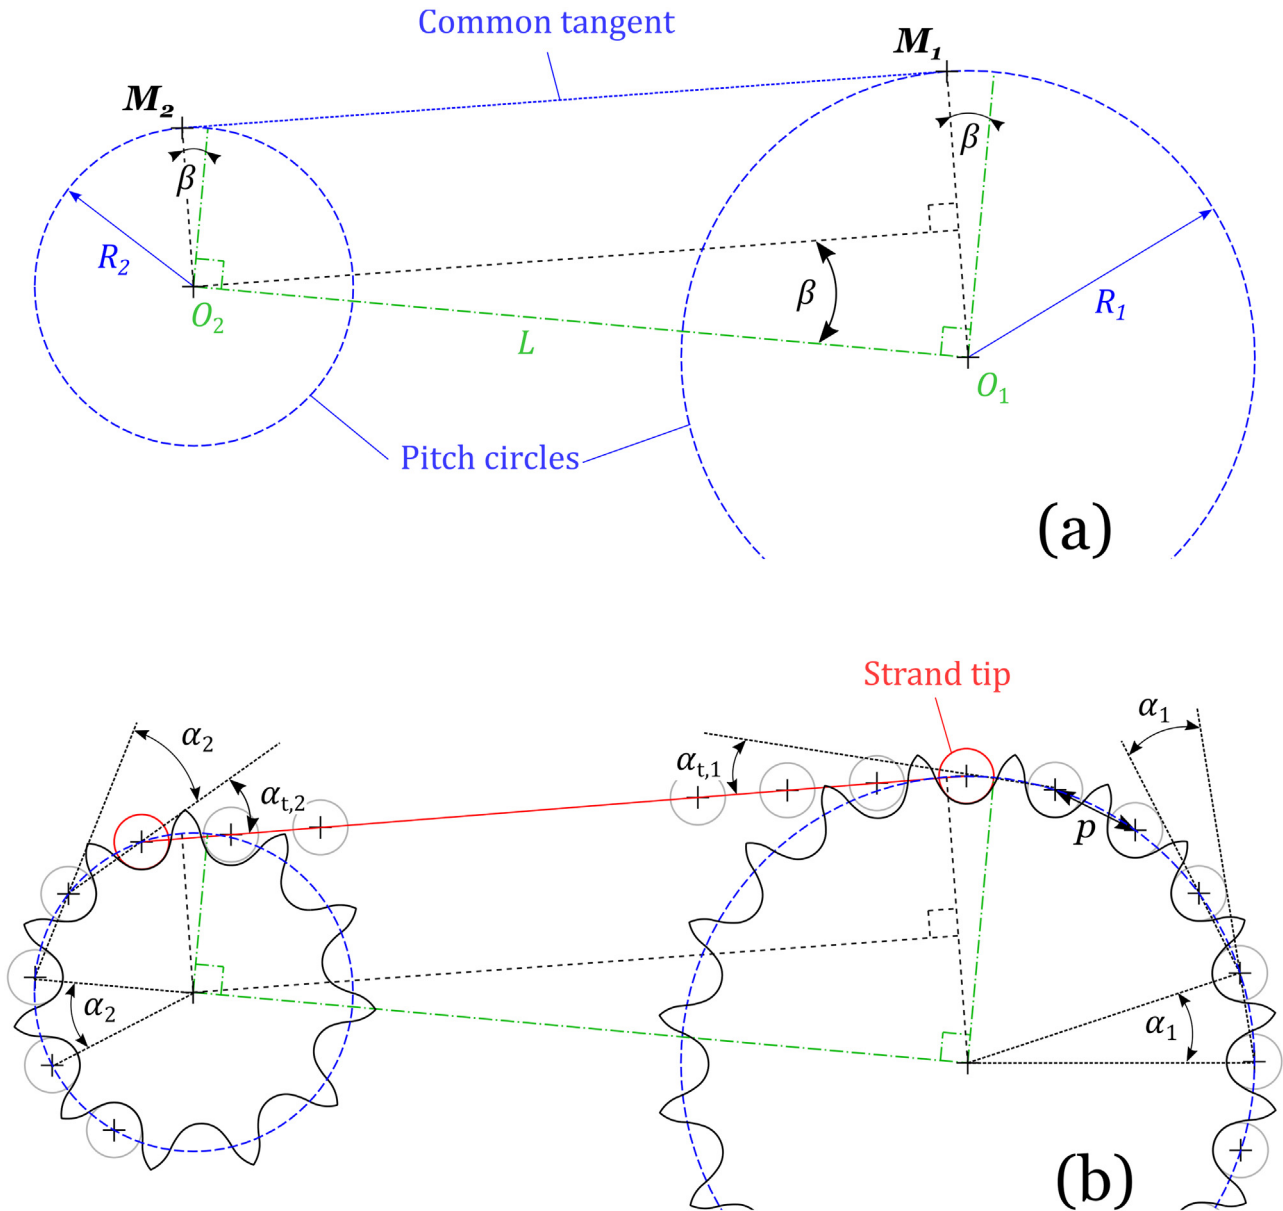 Common tangent
M₁
M₂
β
β
R₂
β
R₁
O₂
L
O₁
Pitch circles
(a)
Strand tip
α₂
α₁
αt,1
αt,2
p
α₂
α₁
(b)